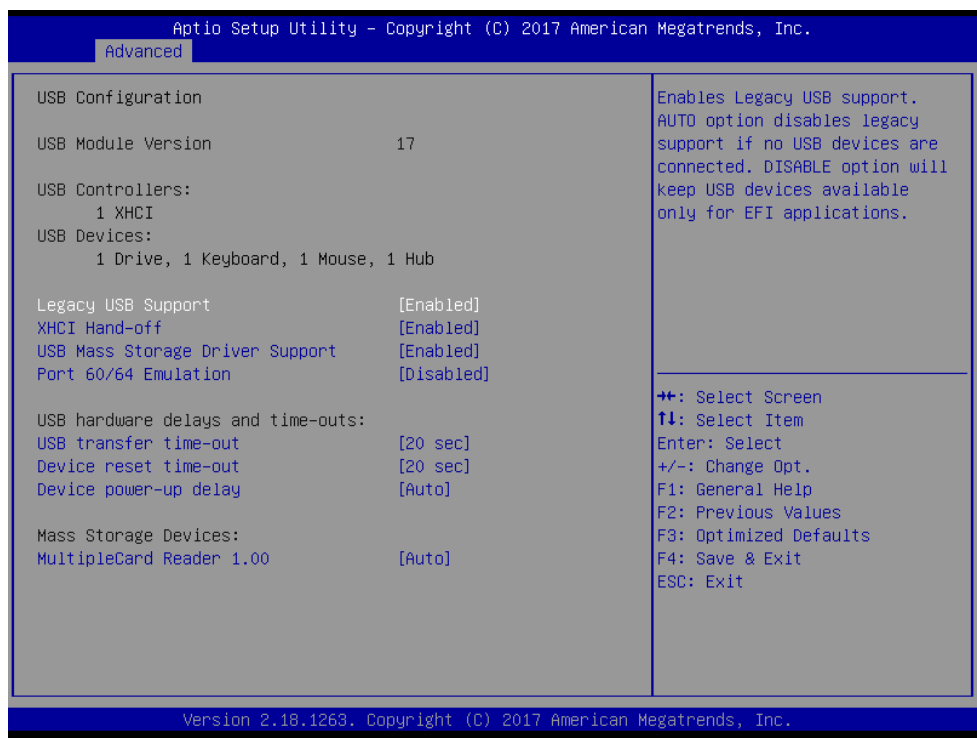 Aptio Setup Utility – Copyright (C) 2017 American Megatrends, Inc.
Advanced
USB Configuration
USB Module Version 17
USB Controllers:
1 XHCI
USB Devices:
1 Drive, 1 Keyboard, 1 Mouse, 1 Hub
Legacy USB Support [Enabled]
XHCI Hand-off [Enabled]
USB Mass Storage Driver Support [Enabled]
Port 60/64 Emulation [Disabled]
USB hardware delays and time-outs:
USB transfer time-out [20 sec]
Device reset time-out [20 sec]
Device power-up delay [Auto]
Mass Storage Devices:
MultipleCard Reader 1.00 [Auto]
Enables Legacy USB support.
AUTO option disables legacy
support if no USB devices are
connected. DISABLE option will
keep USB devices available
only for EFI applications.
→←: Select Screen
↑↓: Select Item
Enter: Select
+/-: Change Opt.
F1: General Help
F2: Previous Values
F3: Optimized Defaults
F4: Save & Exit
ESC: Exit
Version 2.18.1263. Copyright (C) 2017 American Megatrends, Inc.